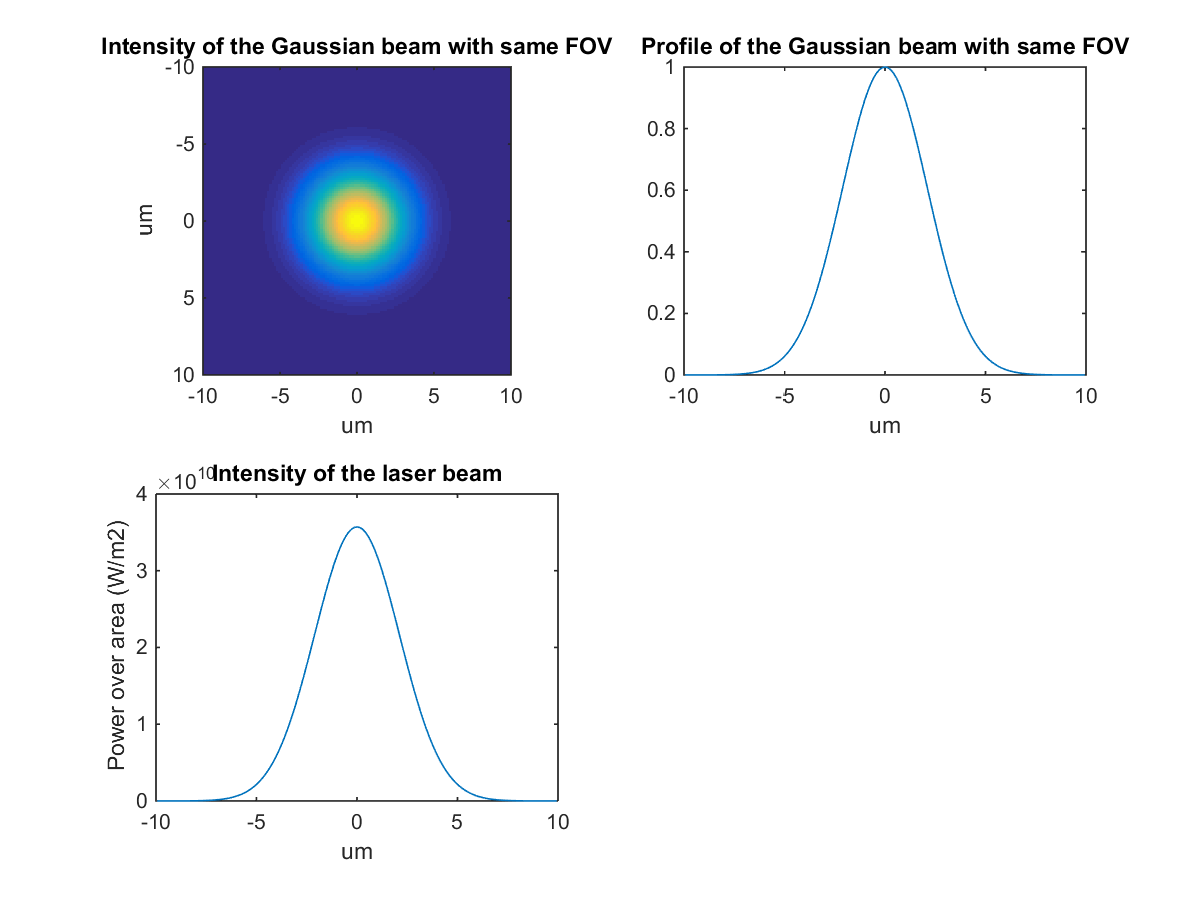 Intensity of the Gaussian beam with same FOV
-10
-5
0
5
10
um
-10 -5 0 5 10
um
Profile of the Gaussian beam with same FOV
1
0.8
0.6
0.4
0.2
0
-10 -5 0 5 10
um
×10¹⁰
Intensity of the laser beam
4
3
2
1
0
Power over area (W/m2)
-10 -5 0 5 10
um